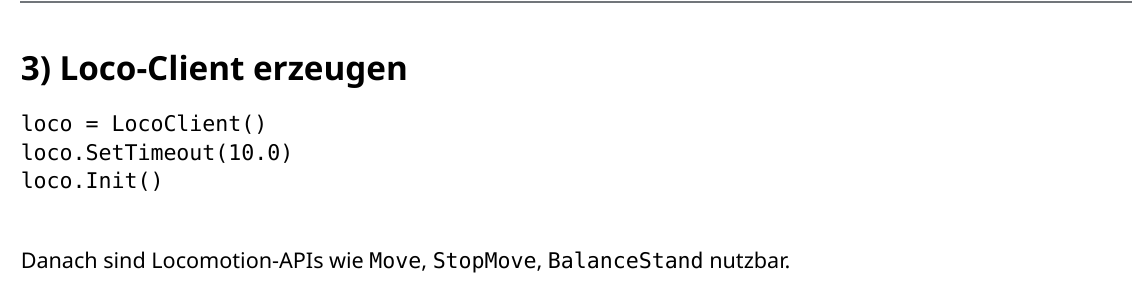 3) Loco-Client erzeugen
loco = LocoClient()
loco.SetTimeout(10.0)
loco.Init()
Danach sind Locomotion-APIs wie Move, StopMove, BalanceStand nutzbar.